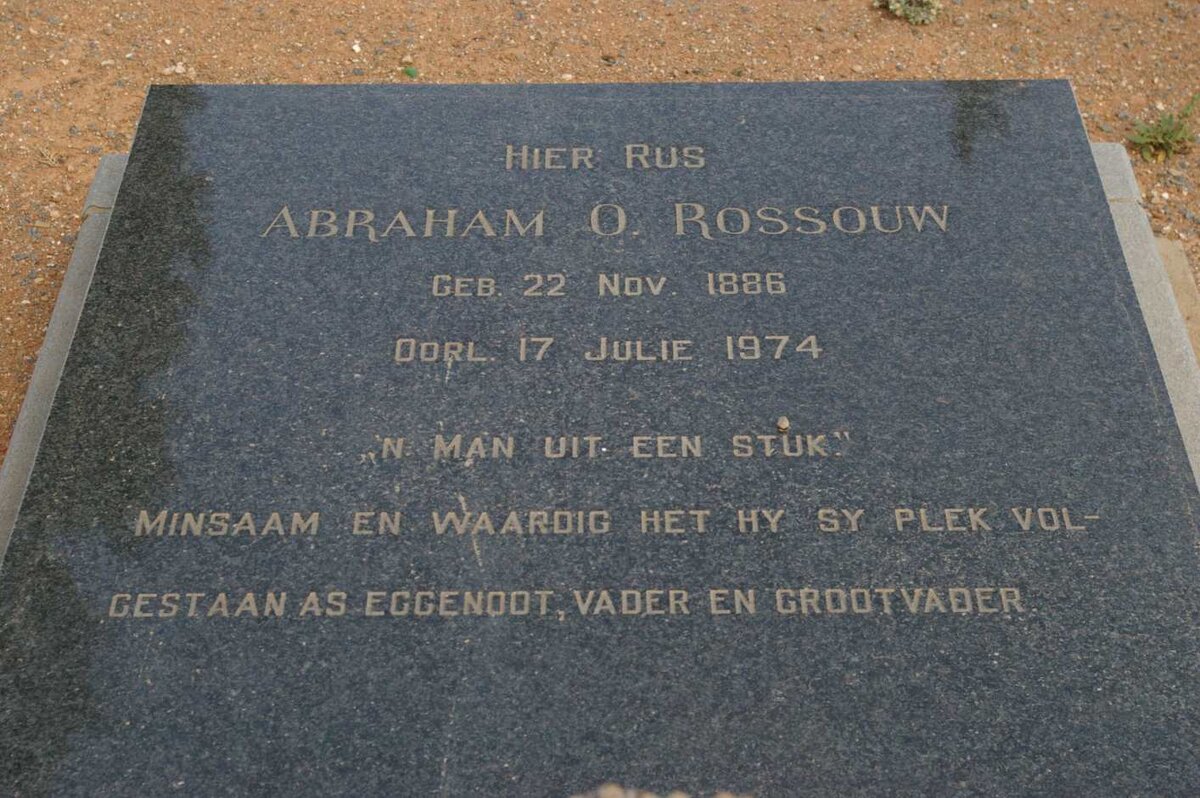 HIER RUS
ABRAHAM O. ROSSOUW
GEB. 22 NOV. 1886
OORL. 17 JULIE 1974
„'N MAN UIT EEN STUK."
MINSAAM EN WAARDIG HET HY SY PLEK VOL-
GESTAAN AS EGGENOOT, VADER EN GROOTVADER.